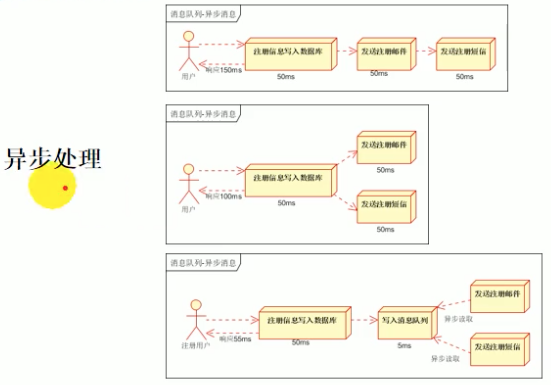 消息队列-异步消息
注册信息写入数据库
发送注册邮件
发送注册短信
响应150ms
用户
50ms
50ms
50ms
异步处理
消息队列-异步消息
发送注册邮件
50ms
注册信息写入数据库
响应100ms
用户
50ms
发送注册短信
50ms
消息队列-异步消息
发送注册邮件
异步读取
注册信息写入数据库
写入消息队列
响应55ms
注册用户
50ms
5ms
发送注册短信
异步读取